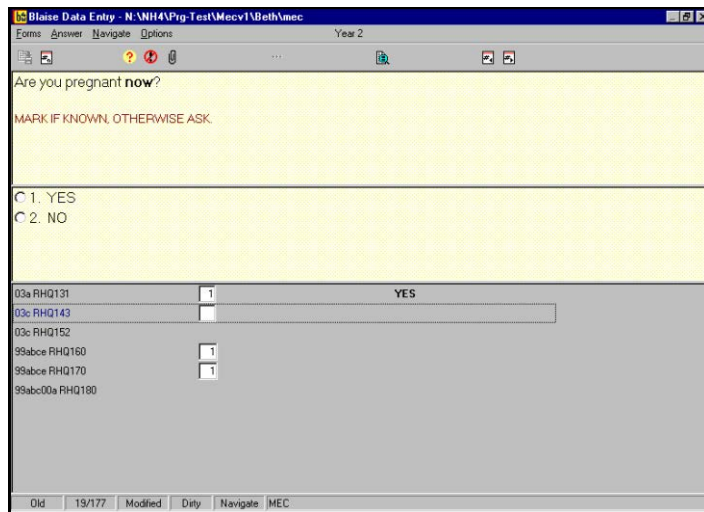 Blaise Data Entry - N:\NH4\Prg-Test\Mecv1\Beth\mec
Forms Answer Navigate Options Year 2
...
Are you pregnant now?
MARK IF KNOWN, OTHERWISE ASK.
1. YES
2. NO
03a RHQ131 1 YES
03c RHQ143
03c RHQ152
99abce RHQ160 1
99abce RHQ170 1
99abc00a RHQ180
Old 19/177 Modified Dirty Navigate MEC